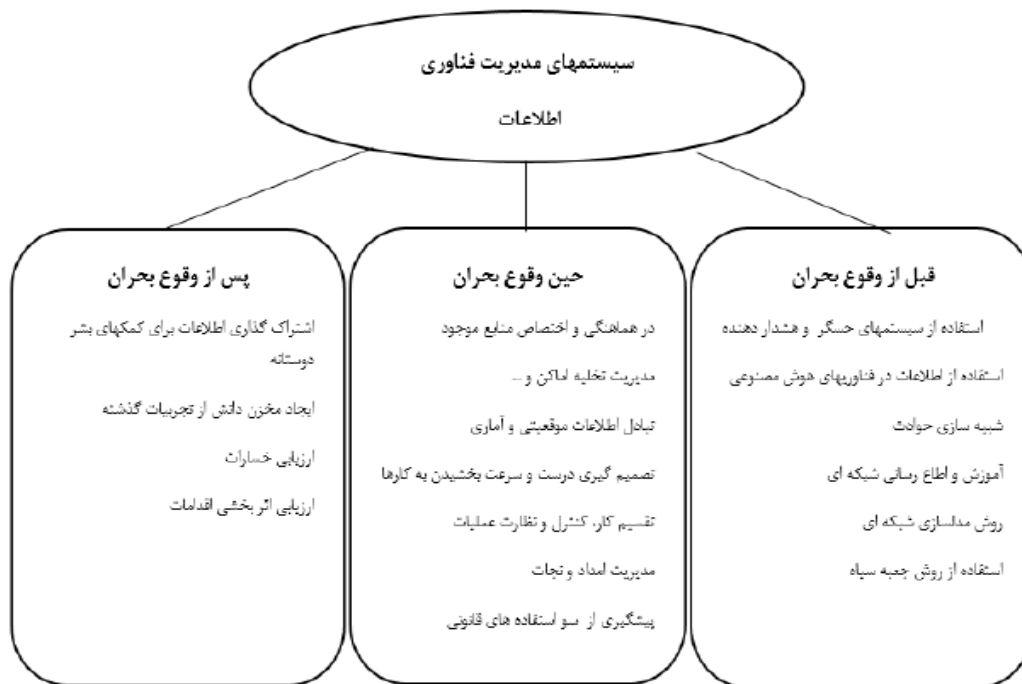 سیستمهای مدیریت فناوری
اطلاعات
قبل از وقوع بحران
استفاده از سیستمهای حسگر و هشدار دهنده
استفاده از اطلاعات در فناوریهای هوش مصنوعی
شبیه سازی حوادث
آموزش و اطاع رسانی شبکه ای
روش مدلسازی شبکه ای
استفاده از روش جعبه سیاه
حین وقوع بحران
در هماهنگی و اختصاص منابع موجود
مدیریت تخلیه اماکن و ...
تبادل اطلاعات موقعیتی و آماری
تصمیم گیری درست و سرعت بخشیدن به کارها
تقسیم کار، کنترل و نظارت عملیات
مدیریت امداد و نجات
پیشگیری از سو استفاده های قانونی
پس از وقوع بحران
اشتراک گذاری اطلاعات برای کمکهای بشر
دوستانه
ایجاد مخزن دانش از تجربیات گذشته
ارزیابی خسارات
ارزیابی اثر بخشی اقدامات